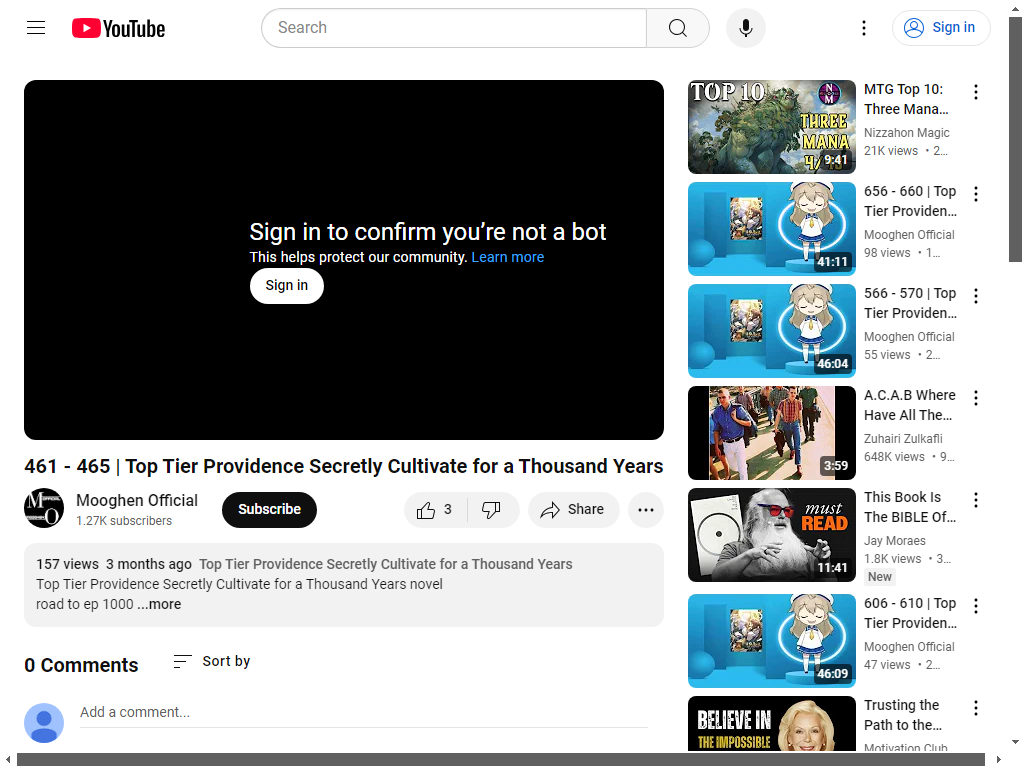 YouTube
Search
Sign in
Sign in to confirm you’re not a bot
This helps protect our community. Learn more
Sign in
461 - 465 | Top Tier Providence Secretly Cultivate for a Thousand Years
Mooghen Official
1.27K subscribers
Subscribe
3
Share
157 views 3 months ago Top Tier Providence Secretly Cultivate for a Thousand Years
Top Tier Providence Secretly Cultivate for a Thousand Years novel
road to ep 1000 ...more
0 Comments
Sort by
Add a comment...
TOP 10
THREE
MANA
4/
9:41
MTG Top 10:
Three Mana…
Nizzahon Magic
21K views • 2…
41:11
656 - 660 | Top
Tier Providen…
Mooghen Official
98 views • 1…
46:04
566 - 570 | Top
Tier Providen…
Mooghen Official
55 views • 2…
3:59
A.C.A.B Where
Have All The…
Zuhairi Zulkafli
648K views • 9…
must
READ
11:41
This Book Is
The BIBLE Of…
Jay Moraes
1.8K views • 3…
New
46:09
606 - 610 | Top
Tier Providen…
Mooghen Official
47 views • 2…
BELIEVE IN
THE IMPOSSIBLE
Trusting the
Path to the…
Motivation Club